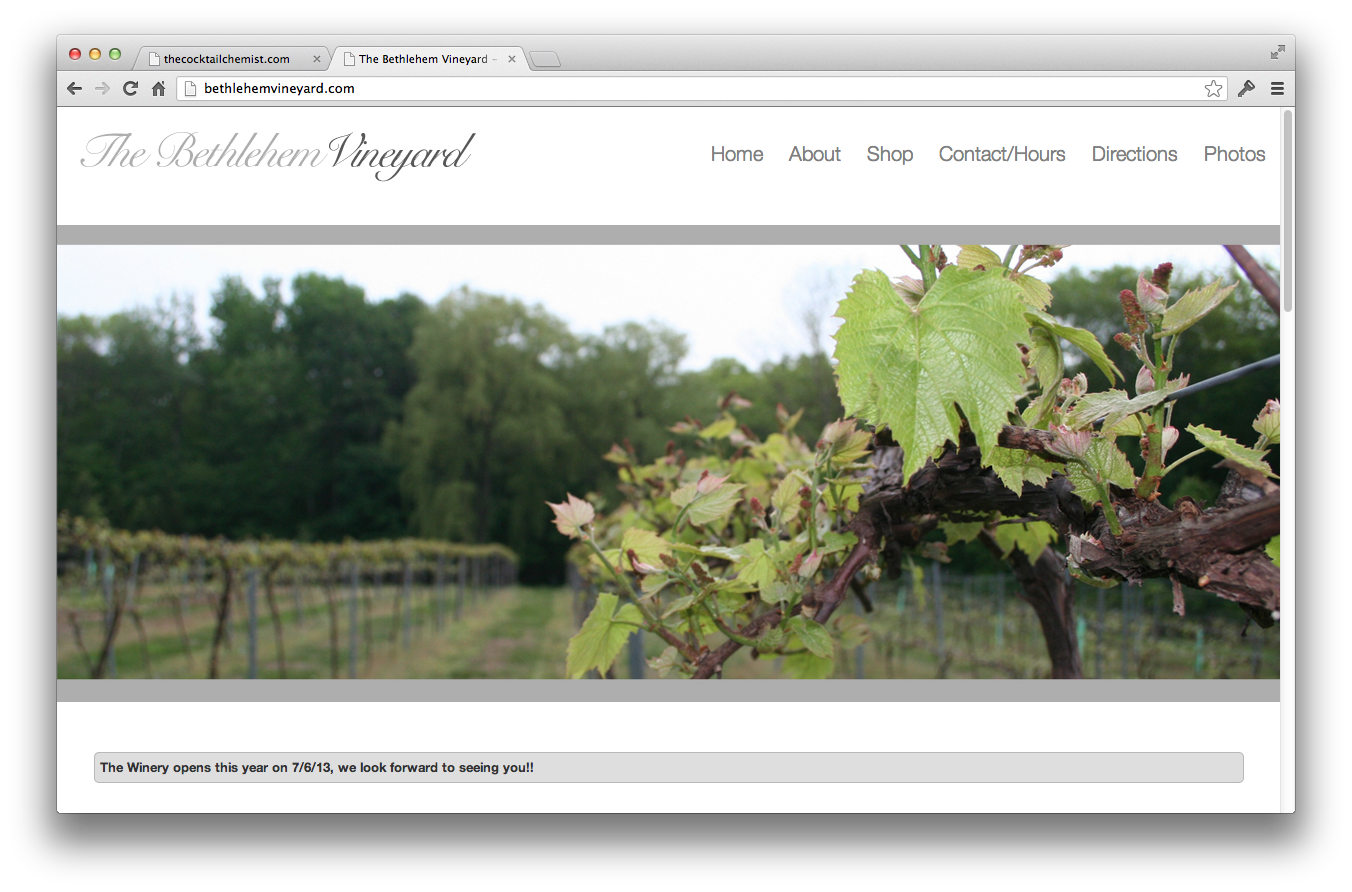 thecocktailchemist.com
The Bethlehem Vineyard -
bethlehemvineyard.com
The Bethlehem Vineyard
Home About Shop Contact/Hours Directions Photos
The Winery opens this year on 7/6/13, we look forward to seeing you!!